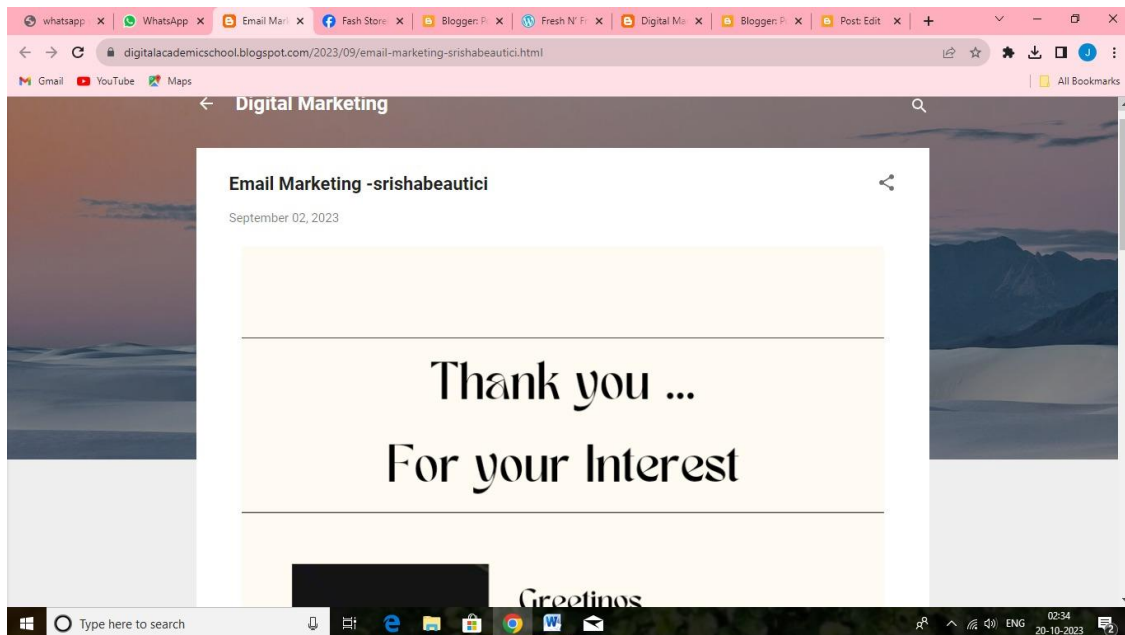 whatsapp
WhatsApp
Email Mar
Fash Store
Blogger: P
Fresh N' F
Digital Ma
Blogger: P
Post: Edit
digitalacademicschool.blogspot.com/2023/09/email-marketing-srishabeautici.html
Gmail
YouTube
Maps
All Bookmarks
Digital Marketing
Email Marketing -srishabeautici
September 02, 2023
Thank you ...
For your Interest
Greetings
Type here to search
ENG
02:34
20-10-2023